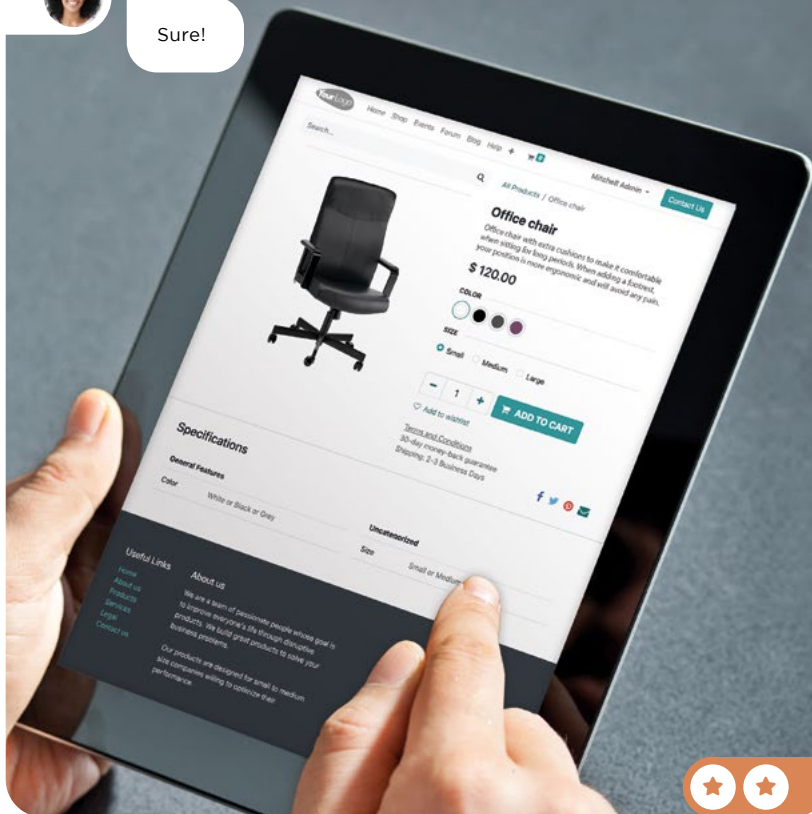 Sure!
Your Logo
Home Shop Events Forum Blog Help +
Mitchell Admin
Contact Us
Search...
All Products / Office chair
Office chair
Office chair with extra cushions to make it comfortable
when sitting for long periods. When adding a footrest,
your position is more ergonomic and will avoid any pain.
$ 120.00
COLOR
SIZE
Small Medium Large
- 1 +
ADD TO CART
Add to wishlist
Terms and Conditions
30-day money-back guarantee
Shipping: 2-3 Business Days
Specifications
General Features
Color White or Black or Grey
Uncategorized
Size Small or Medium
Useful Links
Home
About us
Products
Services
Legal
Contact us
About us
We are a team of passionate people whose goal is
to improve everyone's life through disruptive
products. We build great products to solve your
business problems.
Our products are designed for small to medium
size companies willing to optimize their
performance.